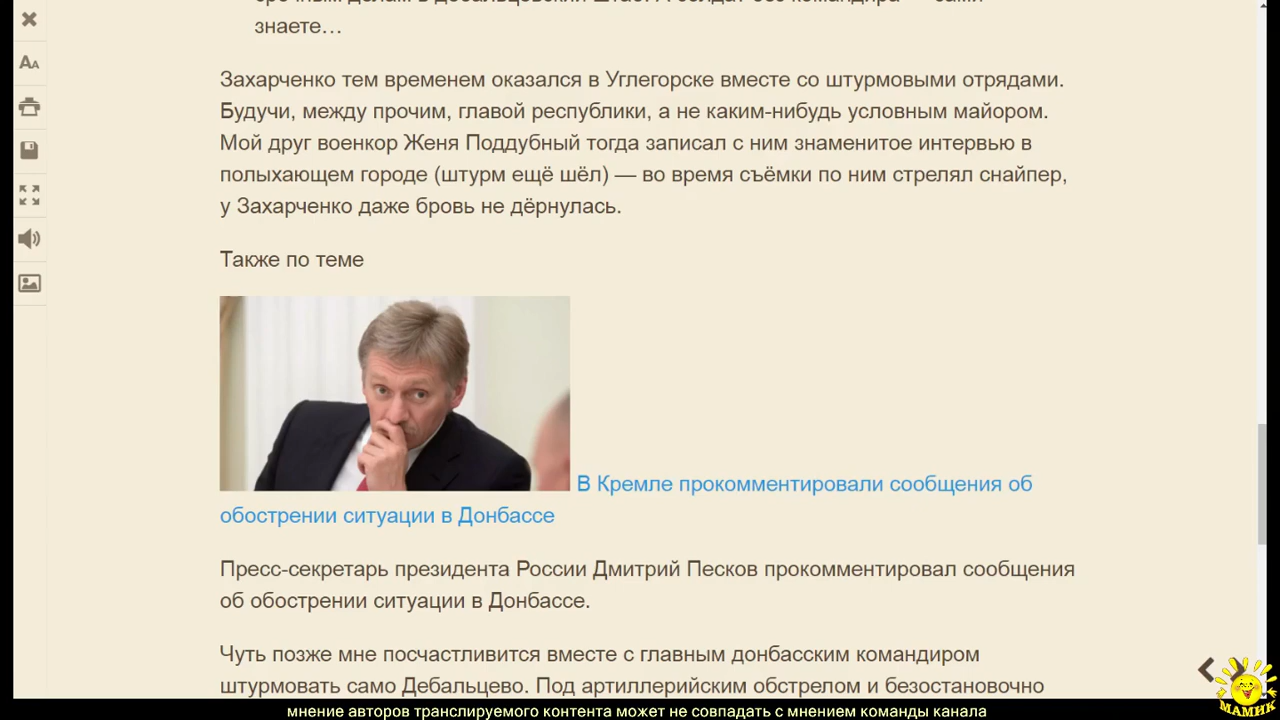 знаете…
Захарченко тем временем оказался в Углегорске вместе со штурмовыми отрядами.
Будучи, между прочим, главой республики, а не каким-нибудь условным майором.
Мой друг военкор Женя Поддубный тогда записал с ним знаменитое интервью в
полыхающем городе (штурм ещё шёл) — во время съёмки по ним стрелял снайпер,
у Захарченко даже бровь не дёрнулась.
Также по теме
В Кремле прокомментировали сообщения об
обострении ситуации в Донбассе
Пресс-секретарь президента России Дмитрий Песков прокомментировал сообщения
об обострении ситуации в Донбассе.
Чуть позже мне посчастливится вместе с главным донбасским командиром
штурмовать само Дебальцево. Под артиллерийским обстрелом и безостановочно
МАМИК
мнение авторов транслируемого контента может не совпадать с мнением команды канала